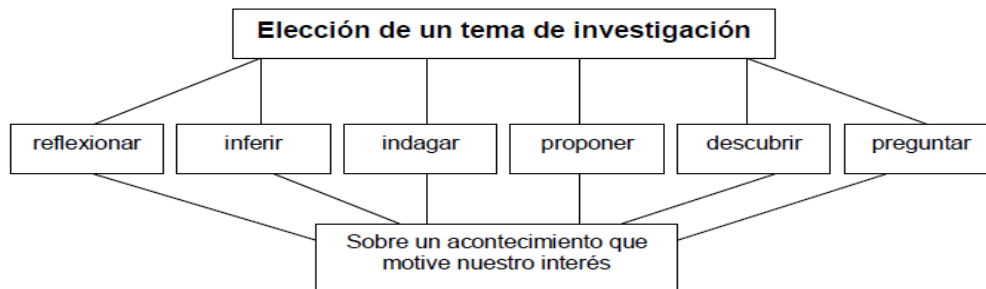 Elección de un tema de investigación
reflexionar
inferir
indagar
proponer
descubrir
preguntar
Sobre un acontecimiento que
motive nuestro interés